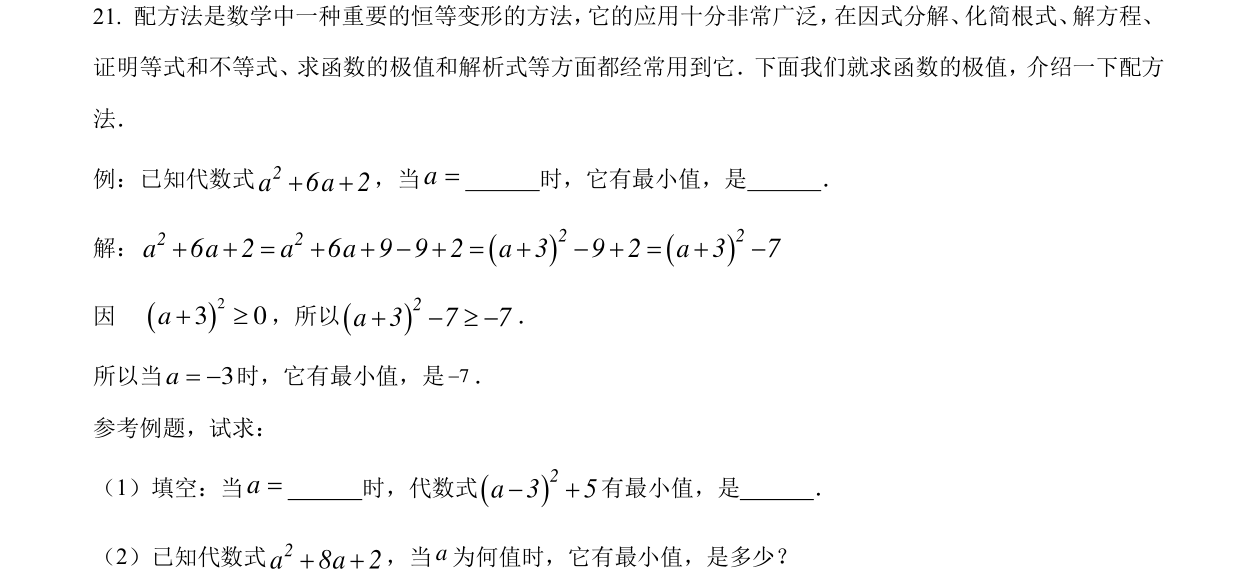 21. 配方法是数学中一种重要的恒等变形的方法，它的应用十分非常广泛，在因式分解、化简根式、解方程、
证明等式和不等式、求函数的极值和解析式等方面都经常用到它．下面我们就求函数的极值，介绍一下配方
法．
例：已知代数式a²+6a+2，当a=______时，它有最小值，是______．
解：a²+6a+2=a²+6a+9−9+2=(a+3)²−9+2=(a+3)²−7
因 (a+3)²≥0，所以(a+3)²−7≥−7．
所以当a=−3时，它有最小值，是−7．
参考例题，试求：
（1）填空：当a=______时，代数式(a−3)²+5有最小值，是______．
（2）已知代数式a²+8a+2，当a为何值时，它有最小值，是多少？